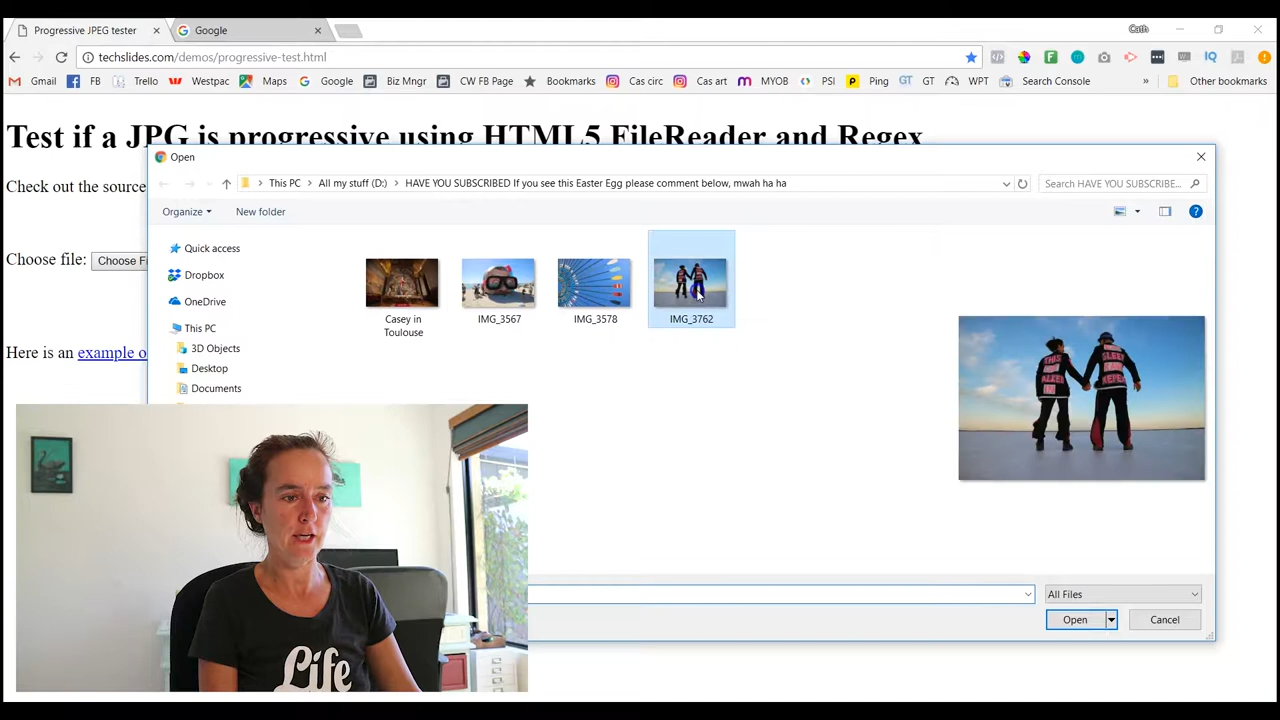 Progressive JPEG tester
Google
Cath
techslides.com/demos/progressive-test.html
Gmail FB Trello Westpac Maps Google Biz Mngr CW FB Page Bookmarks Cas circ Cas art MYOB PSI Ping GT WPT Search Console » Other bookmarks
Test if a JPG is progressive using HTML5 FileReader and Regex
Check out the source
Choose file: Choose Fi
Here is an example o
Open
This PC > All my stuff (D:) > HAVE YOU SUBSCRIBED If you see this Easter Egg please comment below, mwah ha ha
Search HAVE YOU SUBSCRIBE...
Organize
New folder
Quick access
Dropbox
OneDrive
This PC
3D Objects
Desktop
Documents
Casey in
Toulouse
IMG_3567
IMG_3578
IMG_3762
All Files
Open
Cancel
Life